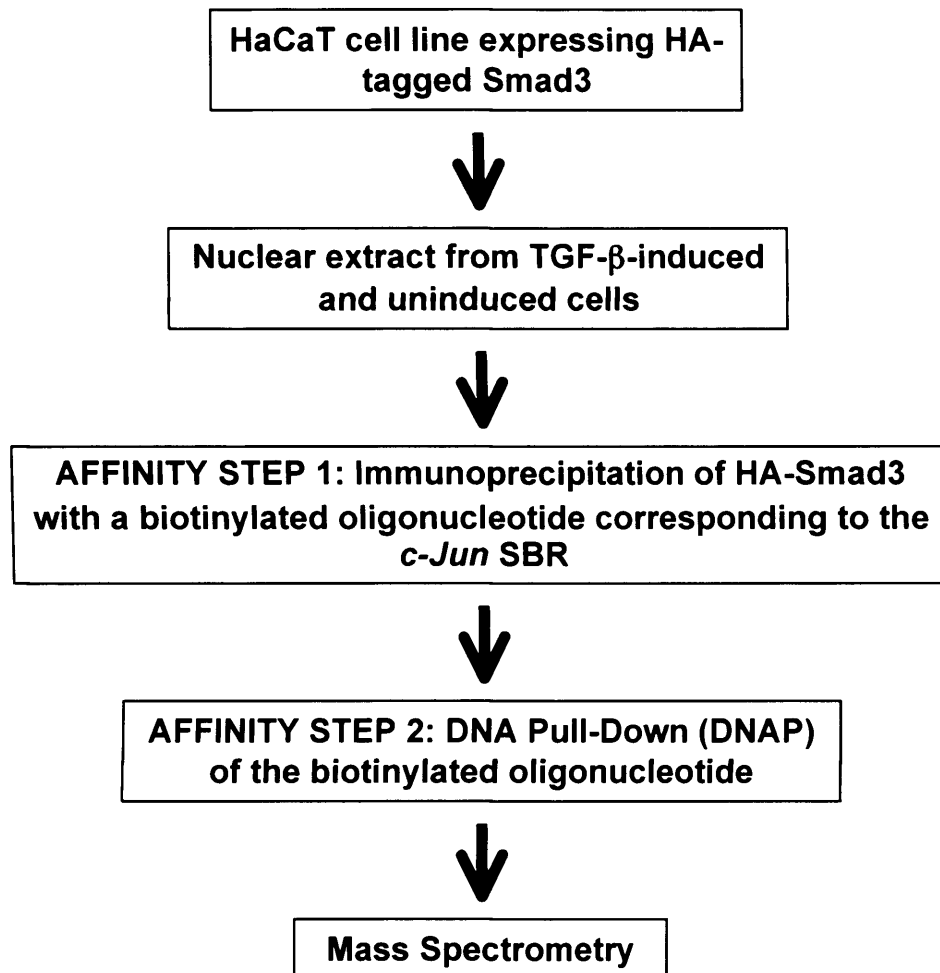 HaCaT cell line expressing HA-
tagged Smad3
Nuclear extract from TGF-β-induced
and uninduced cells
AFFINITY STEP 1: Immunoprecipitation of HA-Smad3
with a biotinylated oligonucleotide corresponding to the
c-Jun SBR
AFFINITY STEP 2: DNA Pull-Down (DNAP)
of the biotinylated oligonucleotide
Mass Spectrometry